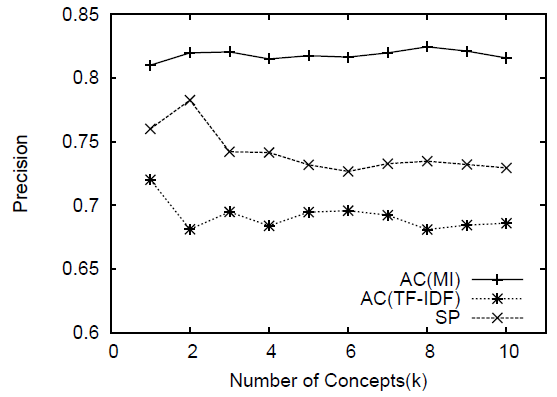 0.85
0.8
0.75
0.7
0.65
0.6
Precision
AC(MI)
AC(TF-IDF)
SP
0 2 4 6 8 10
Number of Concepts(k)